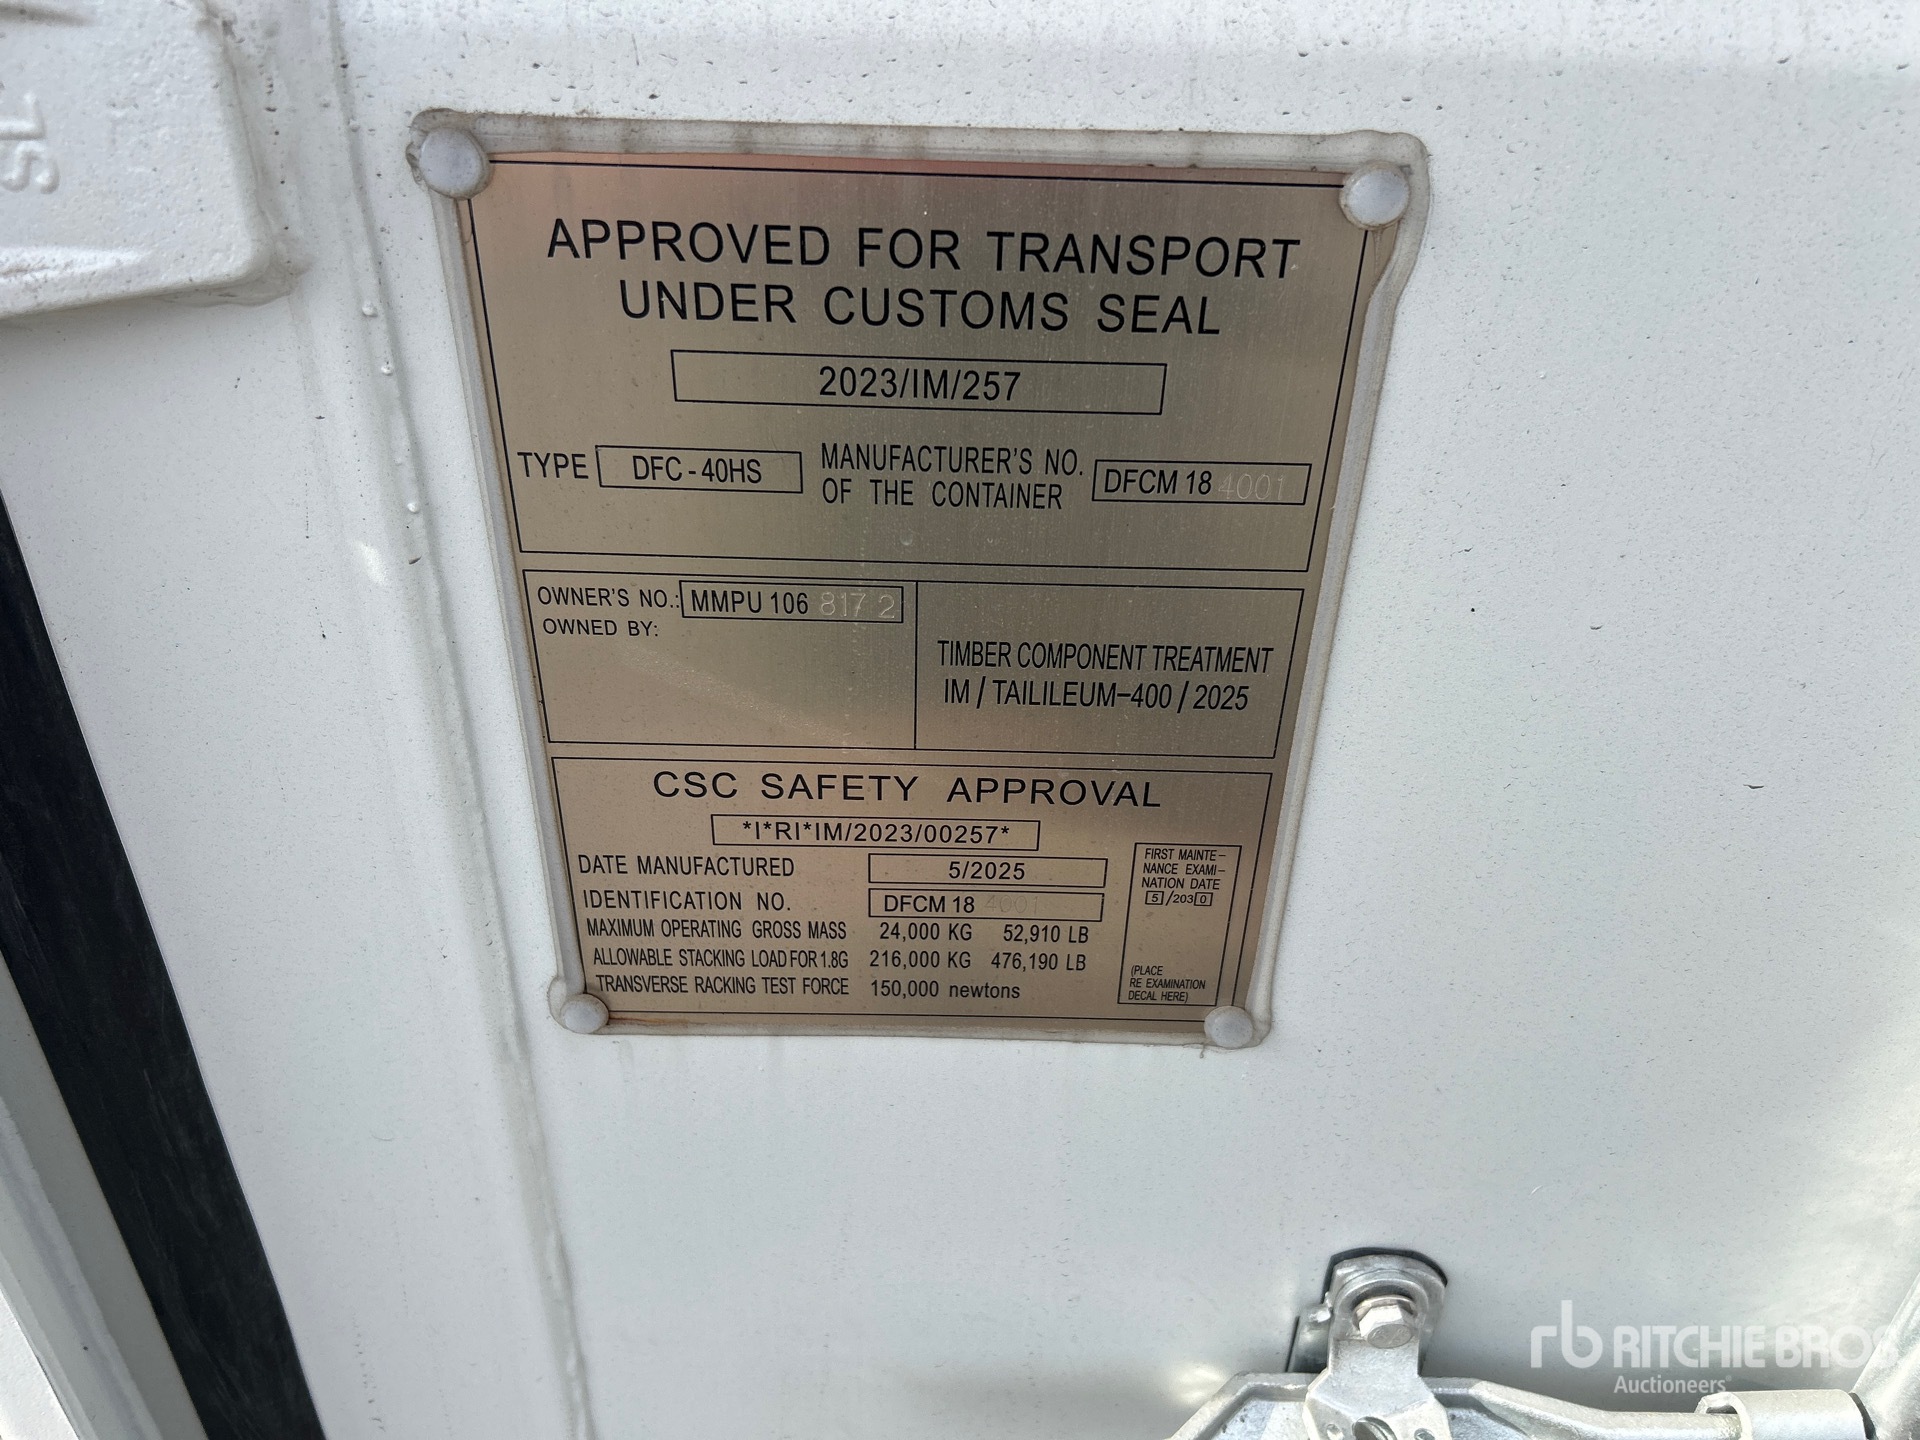 APPROVED FOR TRANSPORT
UNDER CUSTOMS SEAL
2023/IM/257
TYPE DFC-40HS MANUFACTURER'S NO. OF THE CONTAINER DFCM 18 4001
OWNER'S NO.: MMPU 106 817 2
OWNED BY:
TIMBER COMPONENT TREATMENT
IM / TAILILEUM-400 / 2025
CSC SAFETY APPROVAL
*I*RI*IM/2023/00257*
DATE MANUFACTURED 5/2025
IDENTIFICATION NO. DFCM 18 4001
MAXIMUM OPERATING GROSS MASS 24,000 KG 52,910 LB
ALLOWABLE STACKING LOAD FOR 1.8G 216,000 KG 476,190 LB
TRANSVERSE RACKING TEST FORCE 150,000 newtons
FIRST MAINTE-
NANCE EXAMI-
NATION DATE
5/2030
(PLACE
RE EXAMINATION
DECAL HERE)
rb RITCHIE BROS
Auctioneers